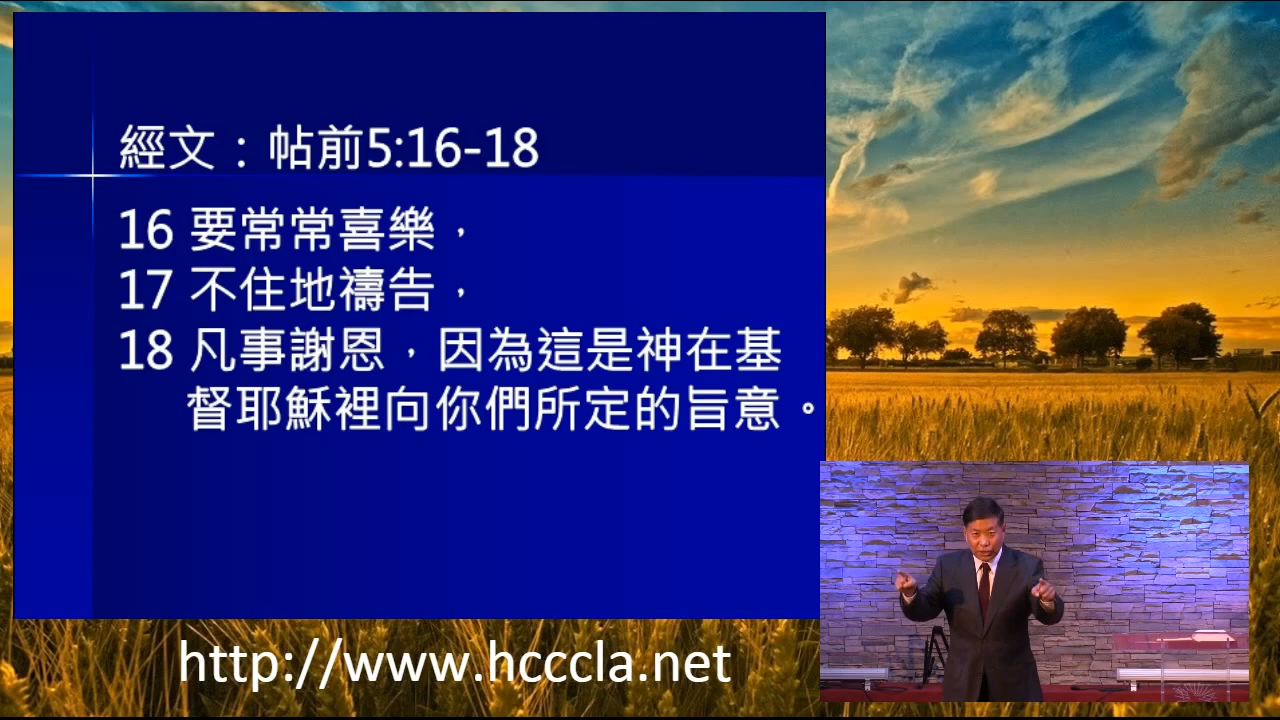 經文：帖前5:16-18
16 要常常喜樂，
17 不住地禱告，
18 凡事謝恩，因為這是神在基
督耶穌裡向你們所定的旨意。
http://www.hcccla.net